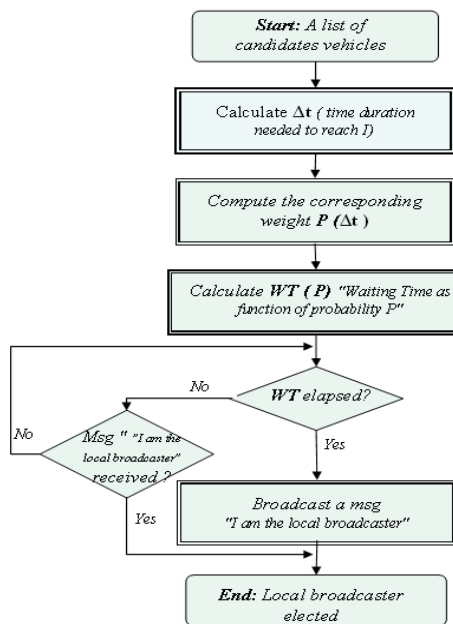 Start: A list of
candidates vehicles
Calculate Δt ( time duration
needed to reach I)
Compute the corresponding
weight P (Δt )
Calculate WT ( P) "Waiting Time as
function of probability P"
No
WT elapsed?
No
Msg " "I am the
local broadcaster"
received ?
Yes
Broadcast a msg
"I am the local broadcaster"
Yes
End: Local broadcaster
elected